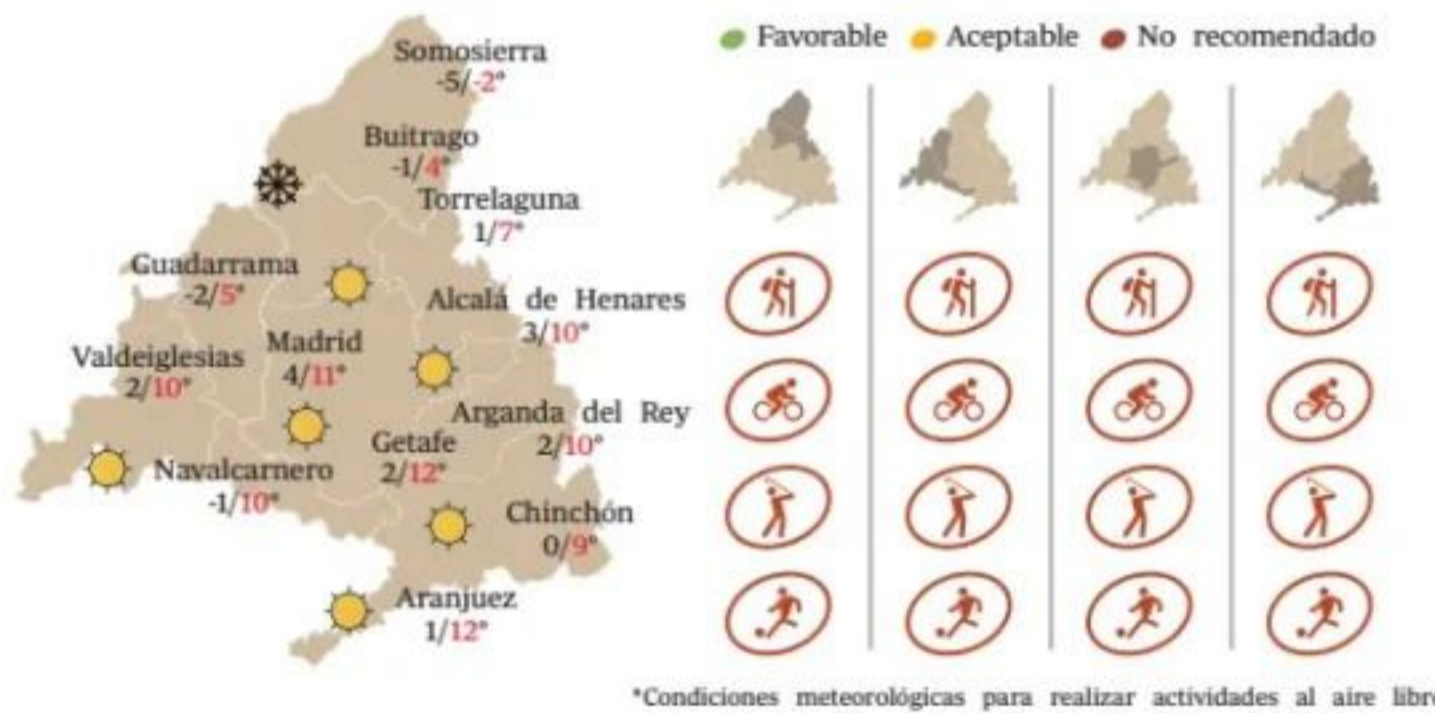 Favorable Aceptable No recomendado
Somosierra
-5/-2°
Buitrago
-1/4°
Torrelaguna
1/7°
Guadarrama
-2/5°
Alcalá de Henares
3/10°
Madrid
4/11°
Valdeiglesias
2/10°
Arganda del Rey
2/10°
Getafe
2/12°
Navalcarnero
-1/10°
Chinchón
0/9°
Aranjuez
1/12°
*Condiciones meteorológicas para realizar actividades al aire libre